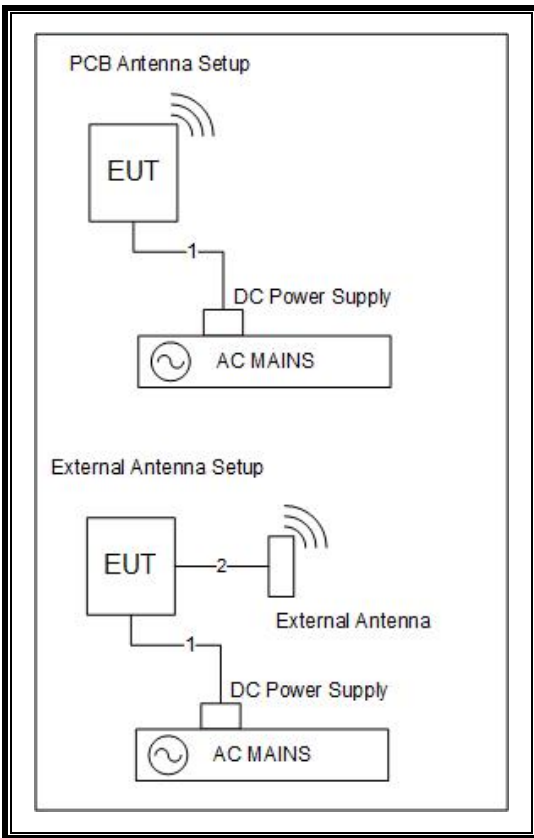 PCB Antenna Setup
EUT
1
DC Power Supply
AC MAINS
External Antenna Setup
EUT
2
External Antenna
1
DC Power Supply
AC MAINS